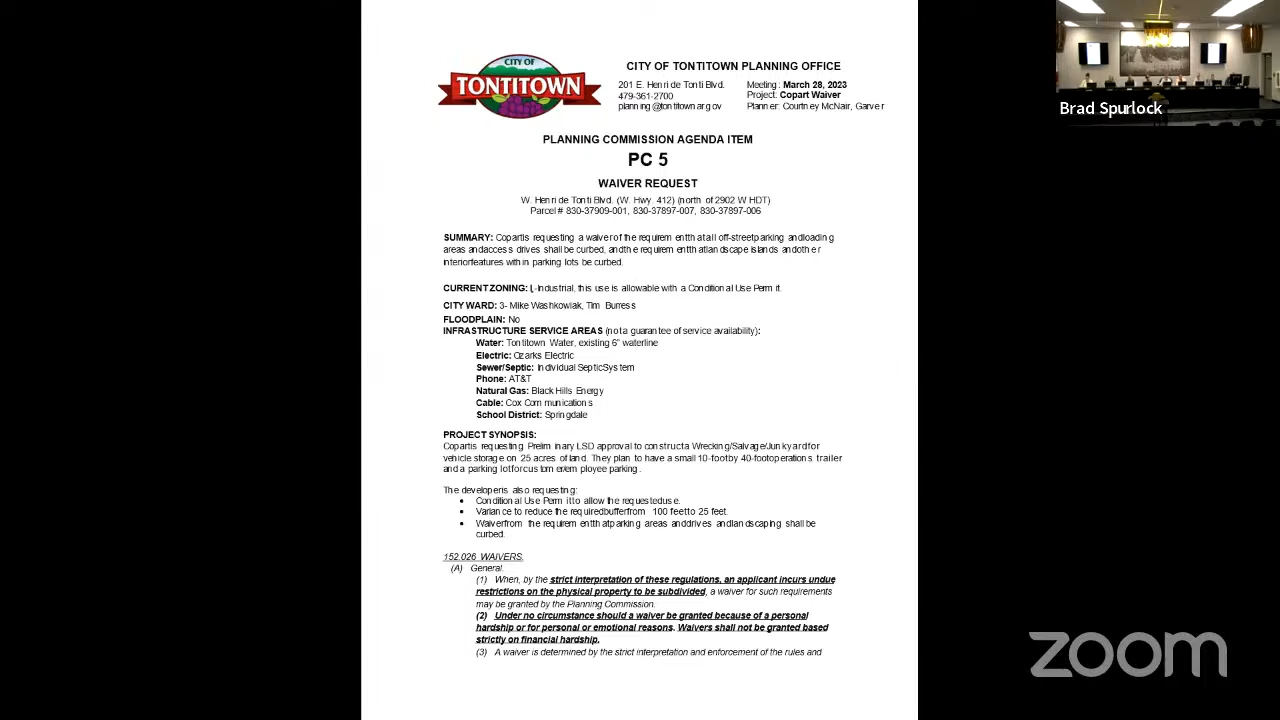 CITY OF
TONTITOWN
CITY OF TONTITOWN PLANNING OFFICE
201 E. Henri de Tonti Blvd.
479-361-2700
planning@tontitownar.gov
Meeting: March 28, 2023
Project: Copart Waiver
Planner: Courtney McNair, Garver
PLANNING COMMISSION AGENDA ITEM
PC 5
WAIVER REQUEST
W. Henri de Tonti Blvd. (W. Hwy. 412) (north of 2902 W HDT)
Parcel # 830-37909-001, 830-37897-007, 830-37897-006
SUMMARY: Copart is requesting a waiver of the requirement that all off-street parking and loading
areas and access drives shall be curbed, and the requirement that landscape islands and other
interior features within parking lots be curbed.
CURRENT ZONING: I,-Industrial, this use is allowable with a Conditional Use Permit.
CITY WARD: 3- Mike Washkowiak, Tim Burress
FLOODPLAIN: No
INFRASTRUCTURE SERVICE AREAS (not a guarantee of service availability):
Water: Tontitown Water, existing 6" waterline
Electric: Ozarks Electric
Sewer/Septic: Individual Septic System
Phone: AT&T
Natural Gas: Black Hills Energy
Cable: Cox Communications
School District: Springdale
PROJECT SYNOPSIS:
Copart is requesting Preliminary LSD approval to construct a Wrecking/Salvage/Junkyard for
vehicle storage on 25 acres of land. They plan to have a small 10-foot by 40-foot operations trailer
and a parking lot for customer/employee parking.
The developer is also requesting:
• Conditional Use Permit to allow the requested use.
• Variance to reduce the required buffer from 100 feet to 25 feet.
• Waiver from the requirement that parking areas and drives and landscaping shall be
curbed.
152.026 WAIVERS.
(A) General.
(1) When, by the strict interpretation of these regulations, an applicant incurs undue
restrictions on the physical property to be subdivided, a waiver for such requirements
may be granted by the Planning Commission.
(2) Under no circumstance should a waiver be granted because of a personal
hardship or for personal or emotional reasons. Waivers shall not be granted based
strictly on financial hardship.
(3) A waiver is determined by the strict interpretation and enforcement of the rules and
Brad Spurlock
zoom